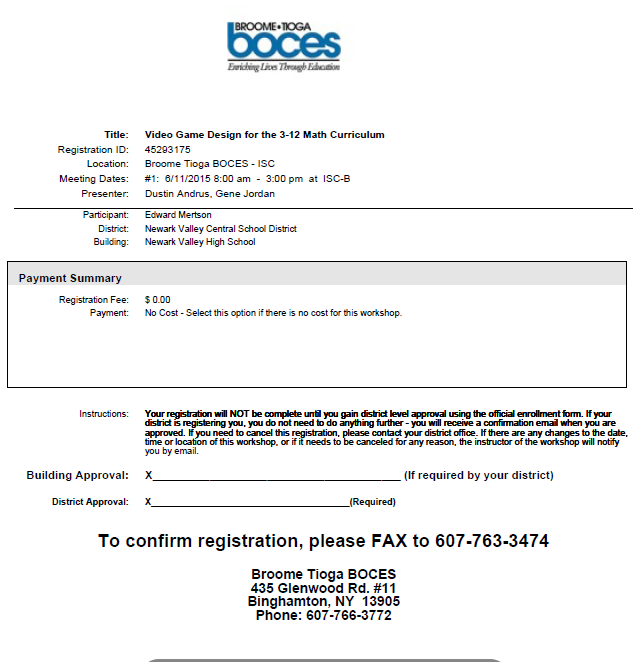 BROOME•TIOGA
boces
Enriching Lives Through Education
Title: Video Game Design for the 3-12 Math Curriculum
Registration ID: 45293175
Location: Broome Tioga BOCES - ISC
Meeting Dates: #1: 6/11/2015 8:00 am - 3:00 pm at ISC-B
Presenter: Dustin Andrus, Gene Jordan
Participant: Edward Mertson
District: Newark Valley Central School District
Building: Newark Valley High School
Payment Summary
Registration Fee: $ 0.00
Payment: No Cost - Select this option if there is no cost for this workshop.
Instructions: Your registration will NOT be complete until you gain district level approval using the official enrollment form. If your
district is registering you, you do not need to do anything further - you will receive a confirmation email when you are
approved. If you need to cancel this registration, please contact your district office. If there are any changes to the date,
time or location of this workshop, or if it needs to be canceled for any reason, the instructor of the workshop will notify
you by email.
Building Approval: X____________________________________ (If required by your district)
District Approval: X____________________________________(Required)
To confirm registration, please FAX to 607-763-3474
Broome Tioga BOCES
435 Glenwood Rd. #11
Binghamton, NY 13905
Phone: 607-766-3772